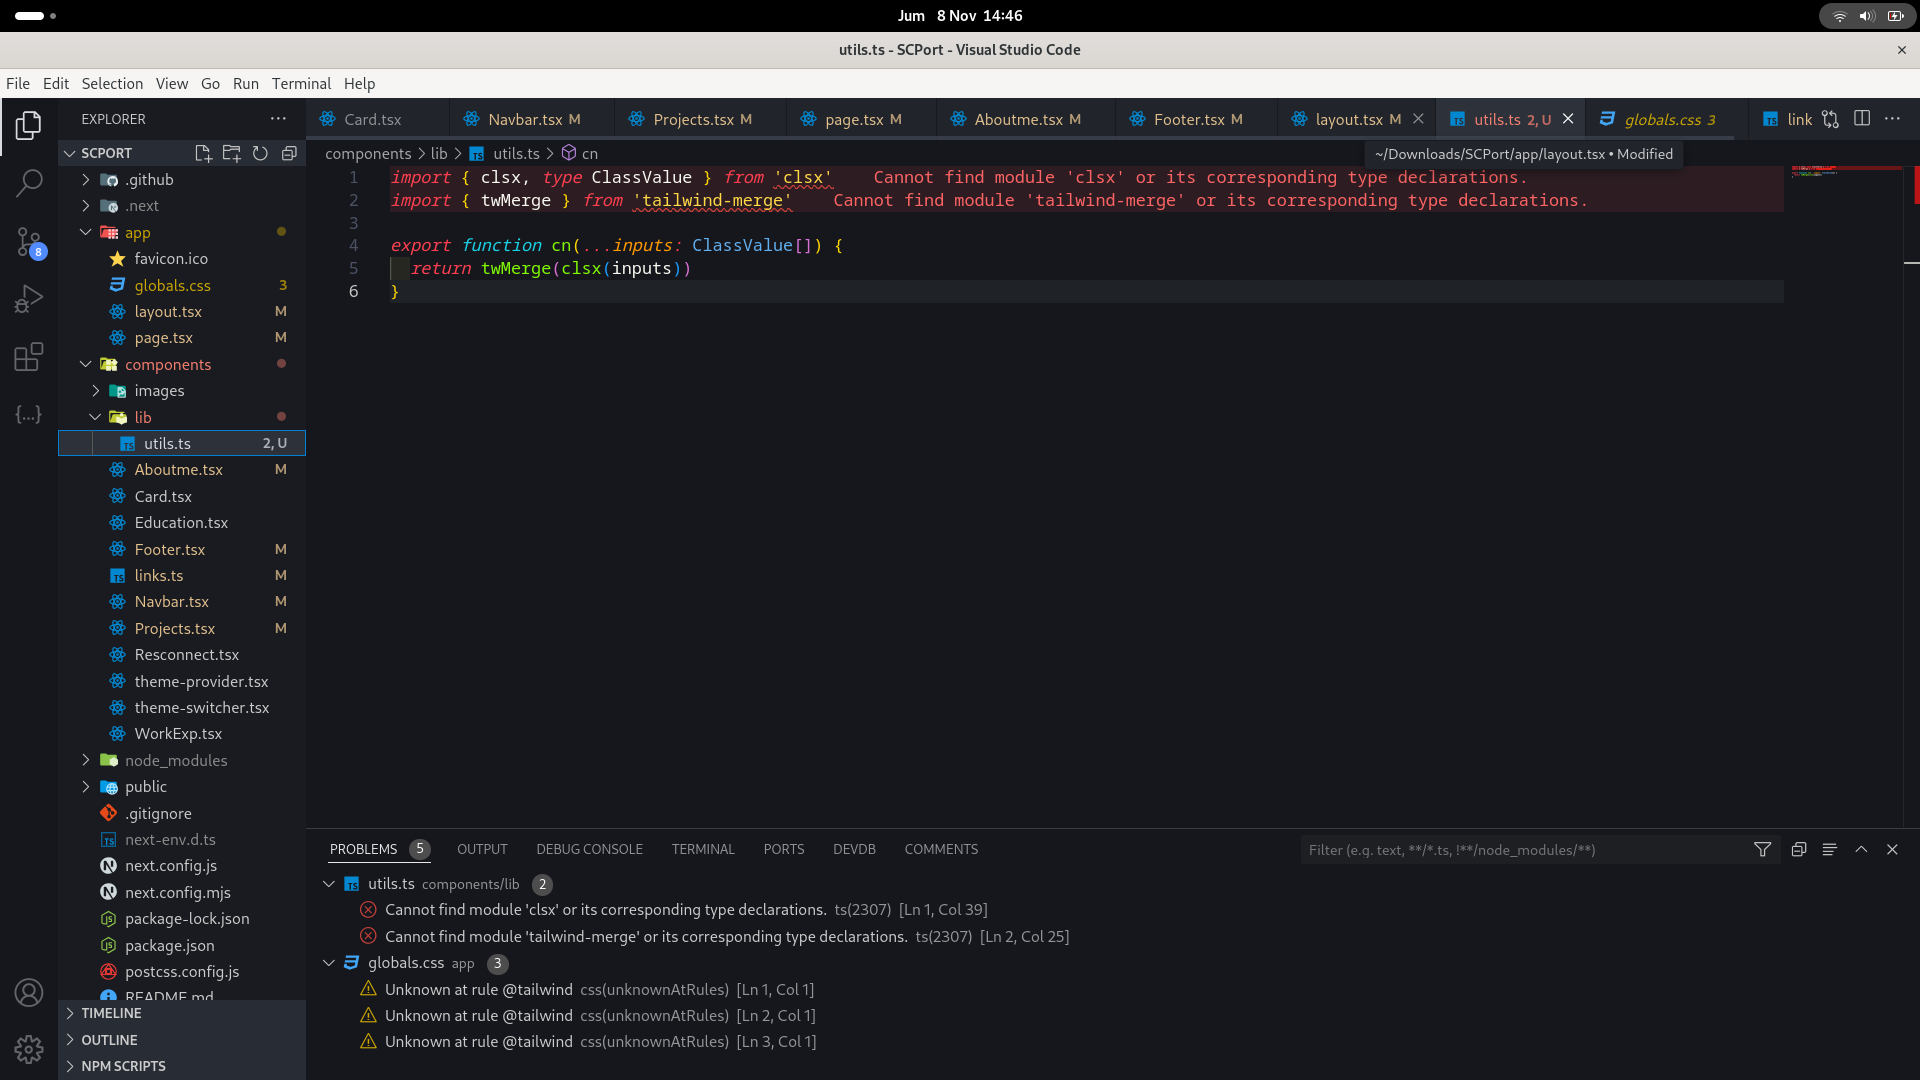 Jum 8 Nov 14:46
utils.ts - SCPort - Visual Studio Code
File Edit Selection View Go Run Terminal Help
EXPLORER
Card.tsx
Navbar.tsx M
Projects.tsx M
page.tsx M
Aboutme.tsx M
Footer.tsx M
layout.tsx M
utils.ts 2, U
globals.css 3
link
components > lib > utils.ts > cn
~/Downloads/SCPort/app/layout.tsx • Modified
SCPORT
.github
.next
app
favicon.ico
globals.css 3
layout.tsx M
page.tsx M
components
images
lib
utils.ts 2, U
Aboutme.tsx M
Card.tsx
Education.tsx
Footer.tsx M
links.ts M
Navbar.tsx M
Projects.tsx M
Resconnect.tsx
theme-provider.tsx
theme-switcher.tsx
WorkExp.tsx
node_modules
public
.gitignore
next-env.d.ts
next.config.js
next.config.mjs
package-lock.json
package.json
postcss.config.js
README.md
TIMELINE
OUTLINE
NPM SCRIPTS
8
1 import { clsx, type ClassValue } from 'clsx' Cannot find module 'clsx' or its corresponding type declarations.
2 import { twMerge } from 'tailwind-merge' Cannot find module 'tailwind-merge' or its corresponding type declarations.
3
4 export function cn(...inputs: ClassValue[]) {
5 return twMerge(clsx(inputs))
6 }
PROBLEMS 5 OUTPUT DEBUG CONSOLE TERMINAL PORTS DEVDB COMMENTS
Filter (e.g. text, **/*.ts, !**/node_modules/**)
utils.ts components/lib 2
Cannot find module 'clsx' or its corresponding type declarations. ts(2307) [Ln 1, Col 39]
Cannot find module 'tailwind-merge' or its corresponding type declarations. ts(2307) [Ln 2, Col 25]
globals.css app 3
Unknown at rule @tailwind css(unknownAtRules) [Ln 1, Col 1]
Unknown at rule @tailwind css(unknownAtRules) [Ln 2, Col 1]
Unknown at rule @tailwind css(unknownAtRules) [Ln 3, Col 1]